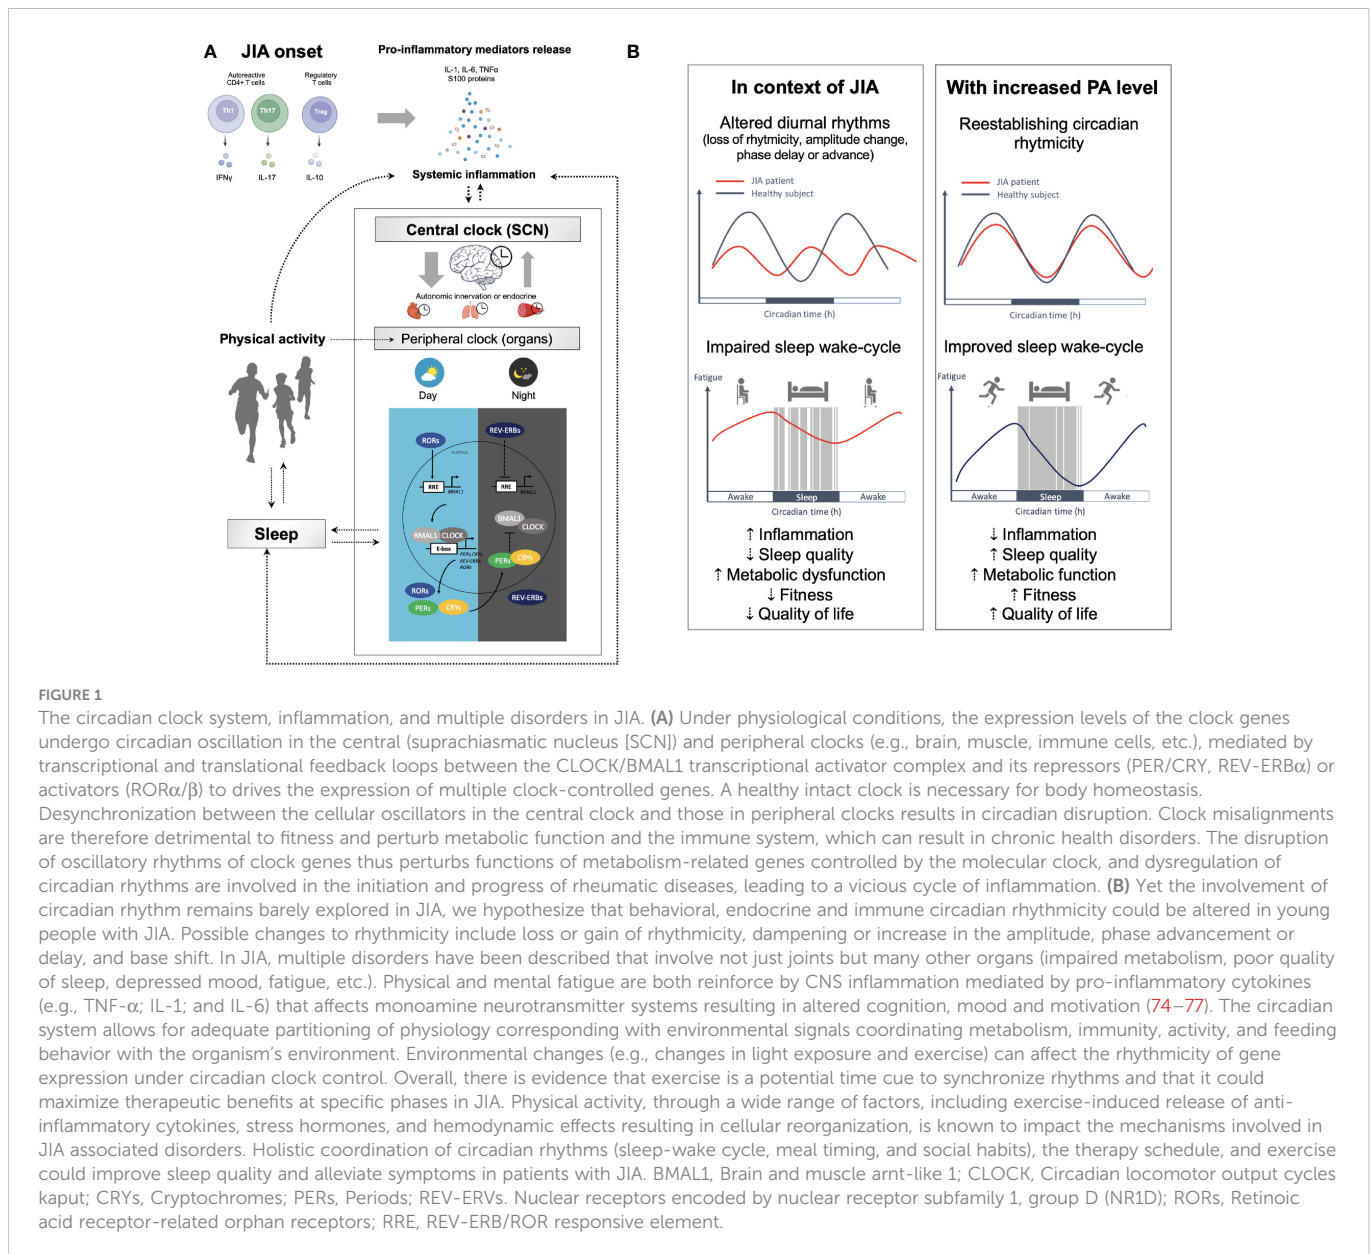 A JIA onset
Autoreactive
CD4+ T cells
Regulatory
T cells
Th1
Th17
Treg
IFNγ
IL-17
IL-10
Pro-inflammatory mediators release
IL-1, IL-6, TNFα
S100 proteins
Systemic inflammation
Central clock (SCN)
Autonomic innervation or endocrine
Peripheral clock (organs)
Physical activity
Sleep
Day
Night
RORs
REV-ERBs
nucleus
RRE
BMAL1
RRE
BMAL1
CLOCK
BMAL1
CLOCK
E-box
PERs, CRYs,
REV-ERBs,
RORs
PERs
CRYs
RORs
PERs
CRYs
REV-ERBs
B
In context of JIA
Altered diurnal rhythms
(loss of rhytmicity, amplitude change,
phase delay or advance)
JIA patient
Healthy subject
Circadian time (h)
Impaired sleep wake-cycle
Fatigue
Awake
Sleep
Awake
Circadian time (h)
↑ Inflammation
↓ Sleep quality
↑ Metabolic dysfunction
↓ Fitness
↓ Quality of life
With increased PA level
Reestablishing circadian
rhytmicity
JIA patient
Healthy subject
Circadian time (h)
Improved sleep wake-cycle
Fatigue
Awake
Sleep
Awake
Circadian time (h)
↓ Inflammation
↑ Sleep quality
↑ Metabolic function
↑ Fitness
↑ Quality of life
FIGURE 1
The circadian clock system, inflammation, and multiple disorders in JIA. (A) Under physiological conditions, the expression levels of the clock genes
undergo circadian oscillation in the central (suprachiasmatic nucleus [SCN]) and peripheral clocks (e.g., brain, muscle, immune cells, etc.), mediated by
transcriptional and translational feedback loops between the CLOCK/BMAL1 transcriptional activator complex and its repressors (PER/CRY, REV-ERBα) or
activators (RORα/β) to drives the expression of multiple clock-controlled genes. A healthy intact clock is necessary for body homeostasis.
Desynchronization between the cellular oscillators in the central clock and those in peripheral clocks results in circadian disruption. Clock misalignments
are therefore detrimental to fitness and perturb metabolic function and the immune system, which can result in chronic health disorders. The disruption
of oscillatory rhythms of clock genes thus perturbs functions of metabolism-related genes controlled by the molecular clock, and dysregulation of
circadian rhythms are involved in the initiation and progress of rheumatic diseases, leading to a vicious cycle of inflammation. (B) Yet the involvement of
circadian rhythm remains barely explored in JIA, we hypothesize that behavioral, endocrine and immune circadian rhythmicity could be altered in young
people with JIA. Possible changes to rhythmicity include loss or gain of rhythmicity, dampening or increase in the amplitude, phase advancement or
delay, and base shift. In JIA, multiple disorders have been described that involve not just joints but many other organs (impaired metabolism, poor quality
of sleep, depressed mood, fatigue, etc.). Physical and mental fatigue are both reinforce by CNS inflammation mediated by pro-inflammatory cytokines
(e.g., TNF-α; IL-1; and IL-6) that affects monoamine neurotransmitter systems resulting in altered cognition, mood and motivation (74–77). The circadian
system allows for adequate partitioning of physiology corresponding with environmental signals coordinating metabolism, immunity, activity, and feeding
behavior with the organism's environment. Environmental changes (e.g., changes in light exposure and exercise) can affect the rhythmicity of gene
expression under circadian clock control. Overall, there is evidence that exercise is a potential time cue to synchronize rhythms and that it could
maximize therapeutic benefits at specific phases in JIA. Physical activity, through a wide range of factors, including exercise-induced release of anti-
inflammatory cytokines, stress hormones, and hemodynamic effects resulting in cellular reorganization, is known to impact the mechanisms involved in
JIA associated disorders. Holistic coordination of circadian rhythms (sleep-wake cycle, meal timing, and social habits), the therapy schedule, and exercise
could improve sleep quality and alleviate symptoms in patients with JIA. BMAL1, Brain and muscle arnt-like 1; CLOCK, Circadian locomotor output cycles
kaput; CRYs, Cryptochromes; PERs, Periods; REV-ERVs. Nuclear receptors encoded by nuclear receptor subfamily 1, group D (NR1D); RORs, Retinoic
acid receptor-related orphan receptors; RRE, REV-ERB/ROR responsive element.